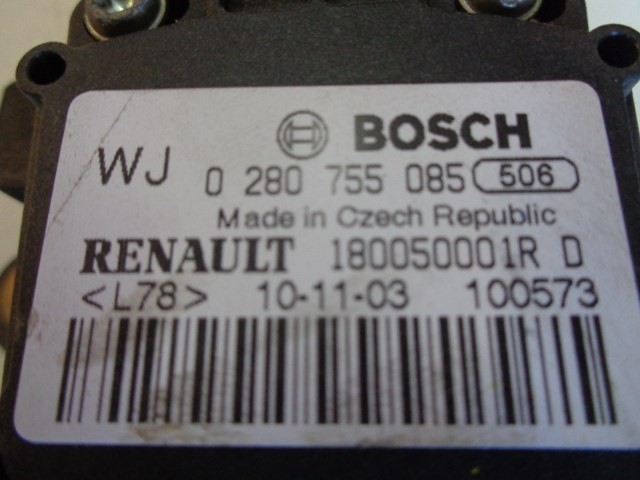 BOSCH
WJ 0 280 755 085 506
Made in Czech Republic
RENAULT 180050001R D
<L78> 10-11-03 100573